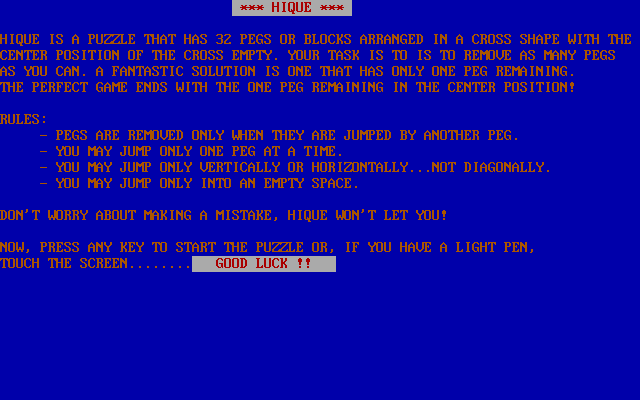 *** HIQUE ***
HIQUE IS A PUZZLE THAT HAS 32 PEGS OR BLOCKS ARRANGED IN A CROSS SHAPE WITH THE
CENTER POSITION OF THE CROSS EMPTY. YOUR TASK IS TO IS TO REMOVE AS MANY PEGS
AS YOU CAN. A FANTASTIC SOLUTION IS ONE THAT HAS ONLY ONE PEG REMAINING.
THE PERFECT GAME ENDS WITH THE ONE PEG REMAINING IN THE CENTER POSITION!
RULES:
- PEGS ARE REMOVED ONLY WHEN THEY ARE JUMPED BY ANOTHER PEG.
- YOU MAY JUMP ONLY ONE PEG AT A TIME.
- YOU MAY JUMP ONLY VERTICALLY OR HORIZONTALLY...NOT DIAGONALLY.
- YOU MAY JUMP ONLY INTO AN EMPTY SPACE.
DON'T WORRY ABOUT MAKING A MISTAKE, HIQUE WON'T LET YOU!
NOW, PRESS ANY KEY TO START THE PUZZLE OR, IF YOU HAVE A LIGHT PEN,
TOUCH THE SCREEN........ GOOD LUCK !!